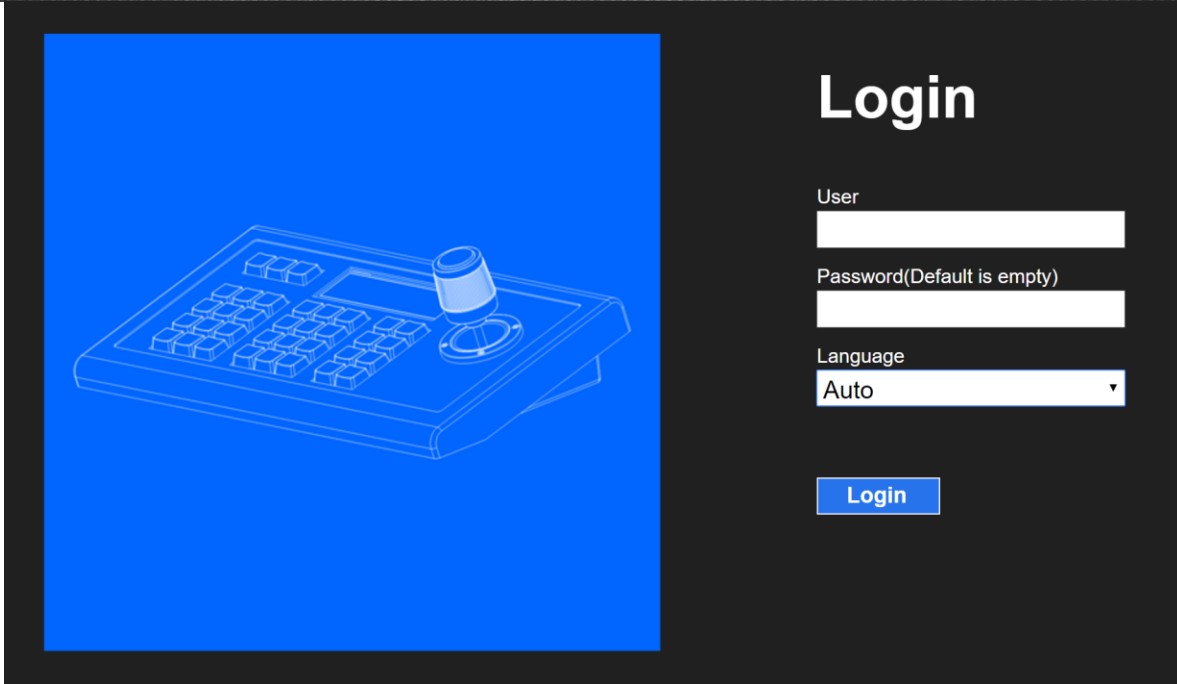 Login
User
Password(Default is empty)
Language
Auto
Login